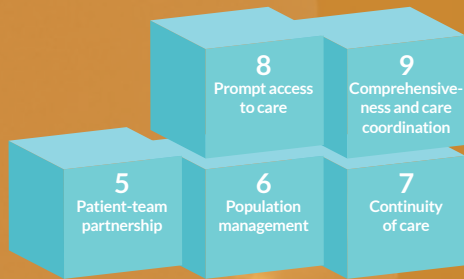 8
Prompt access
to care
9
Comprehensive-
ness and care
coordination
5
Patient-team
partnership
6
Population
management
7
Continuity
of care